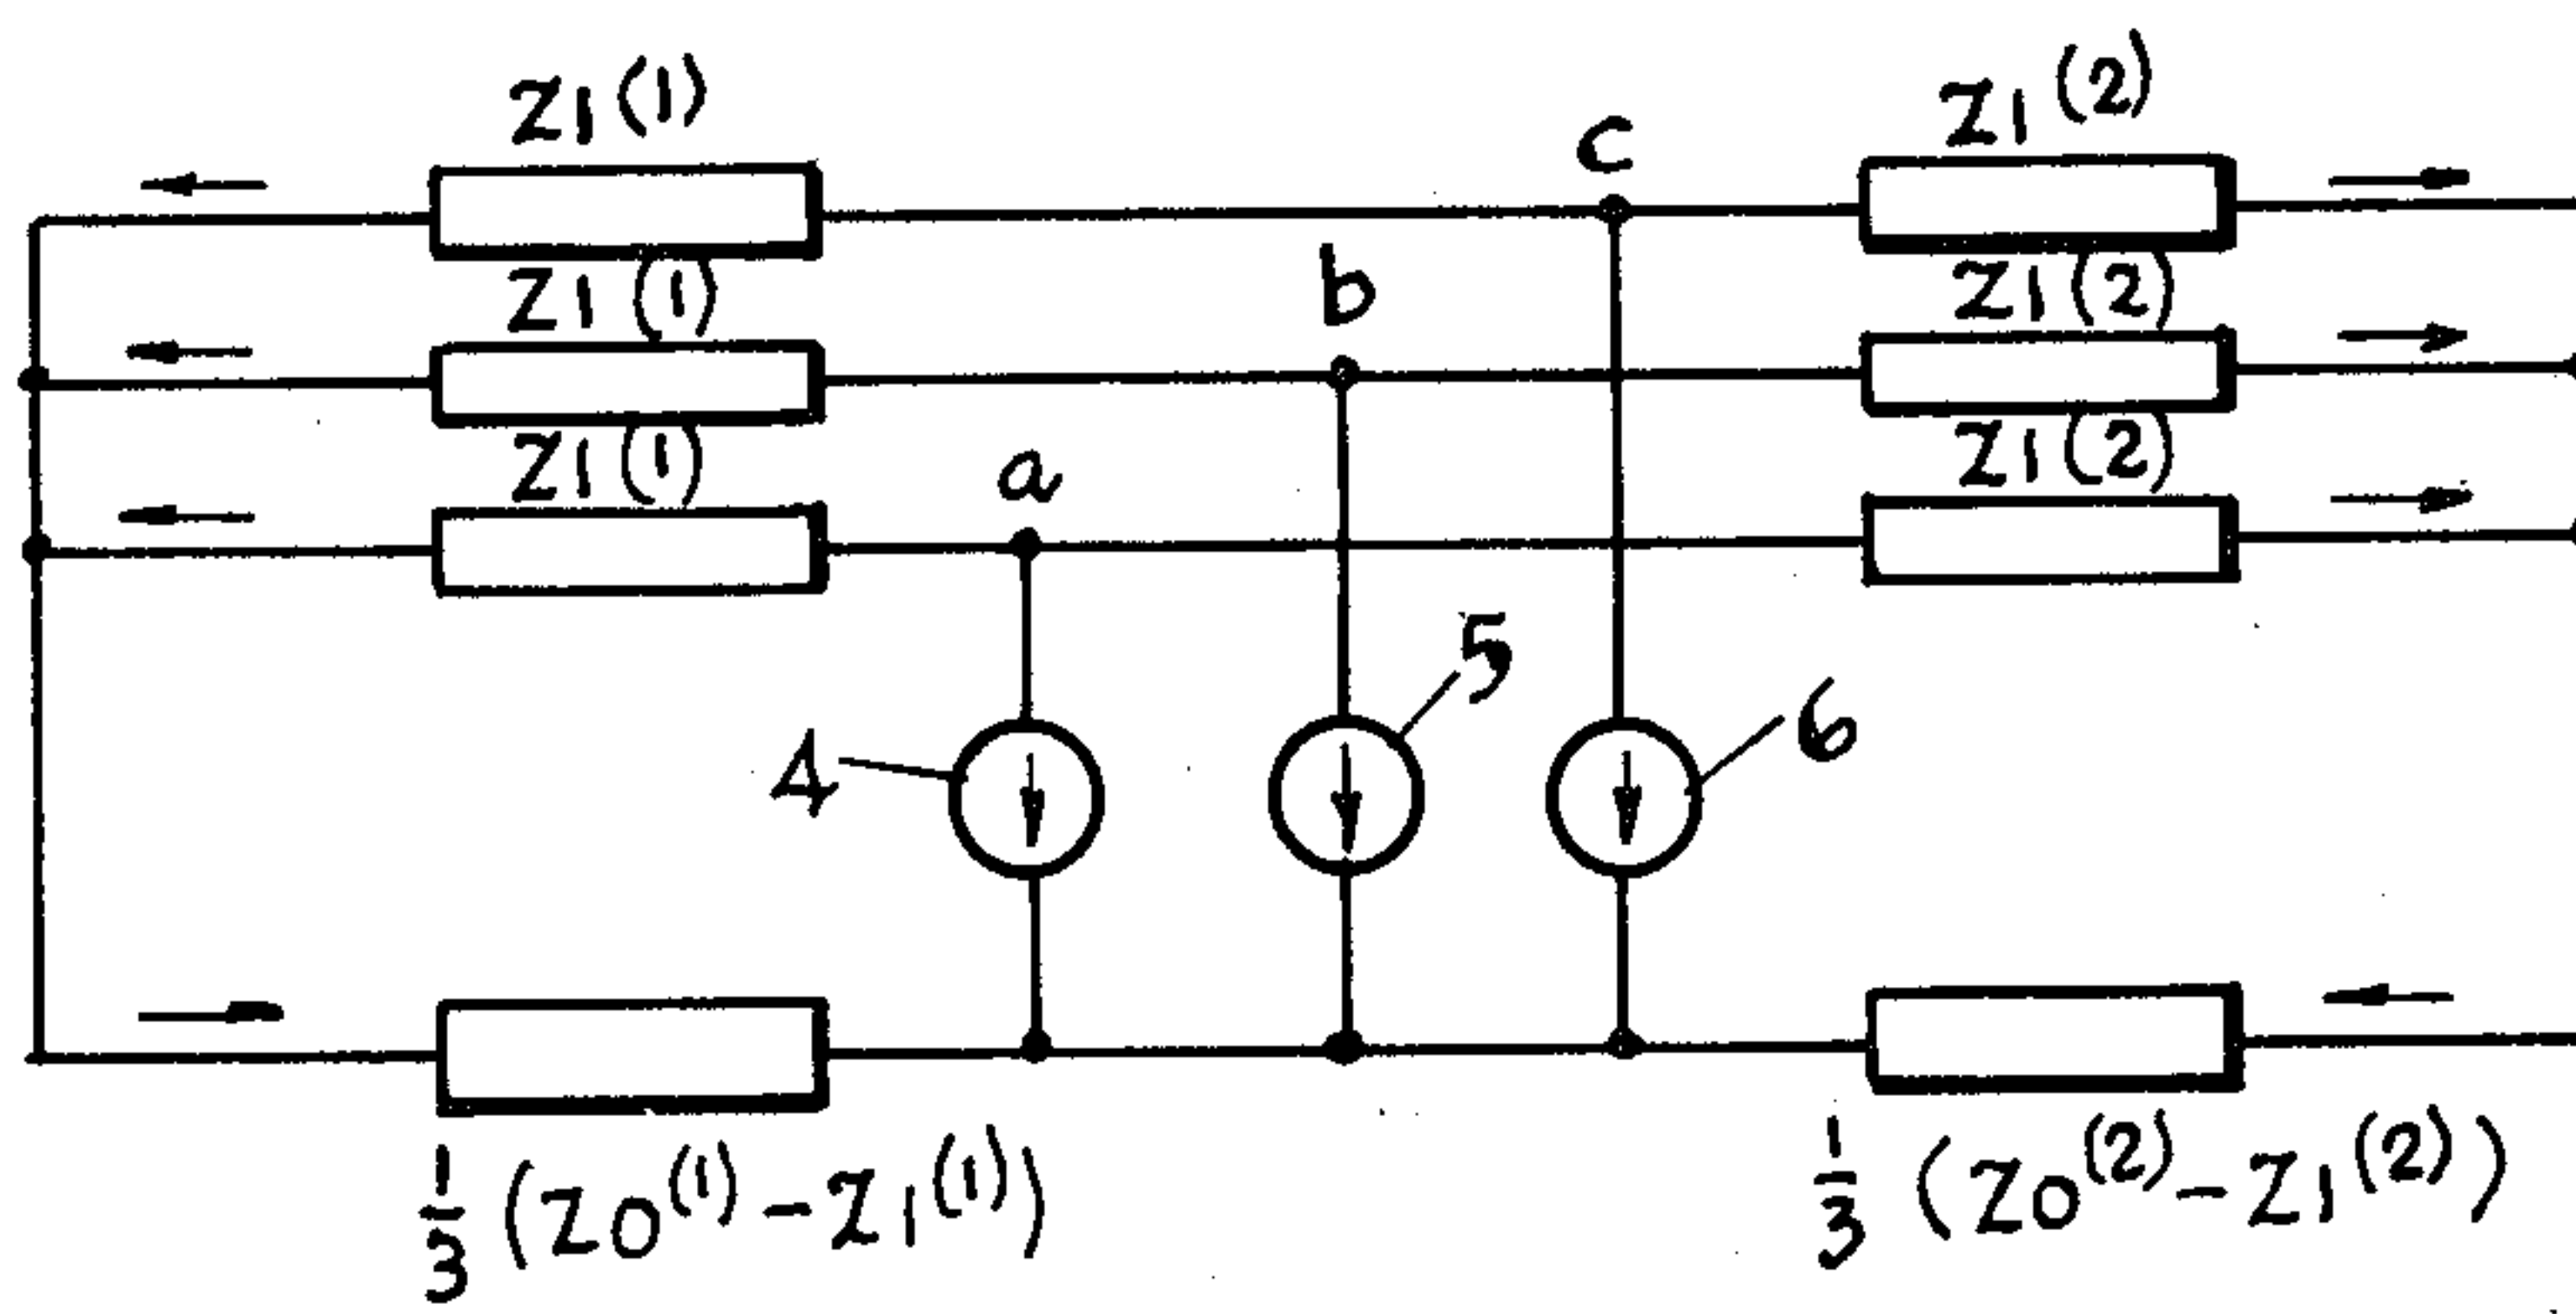 Z1(1) c Z1(2)
Z1(1) b Z1(2)
Z1(1) a Z1(2)
5
4 6
1/3 (Z0(1)-Z1(1)) 1/3 (Z0(2)-Z1(2))